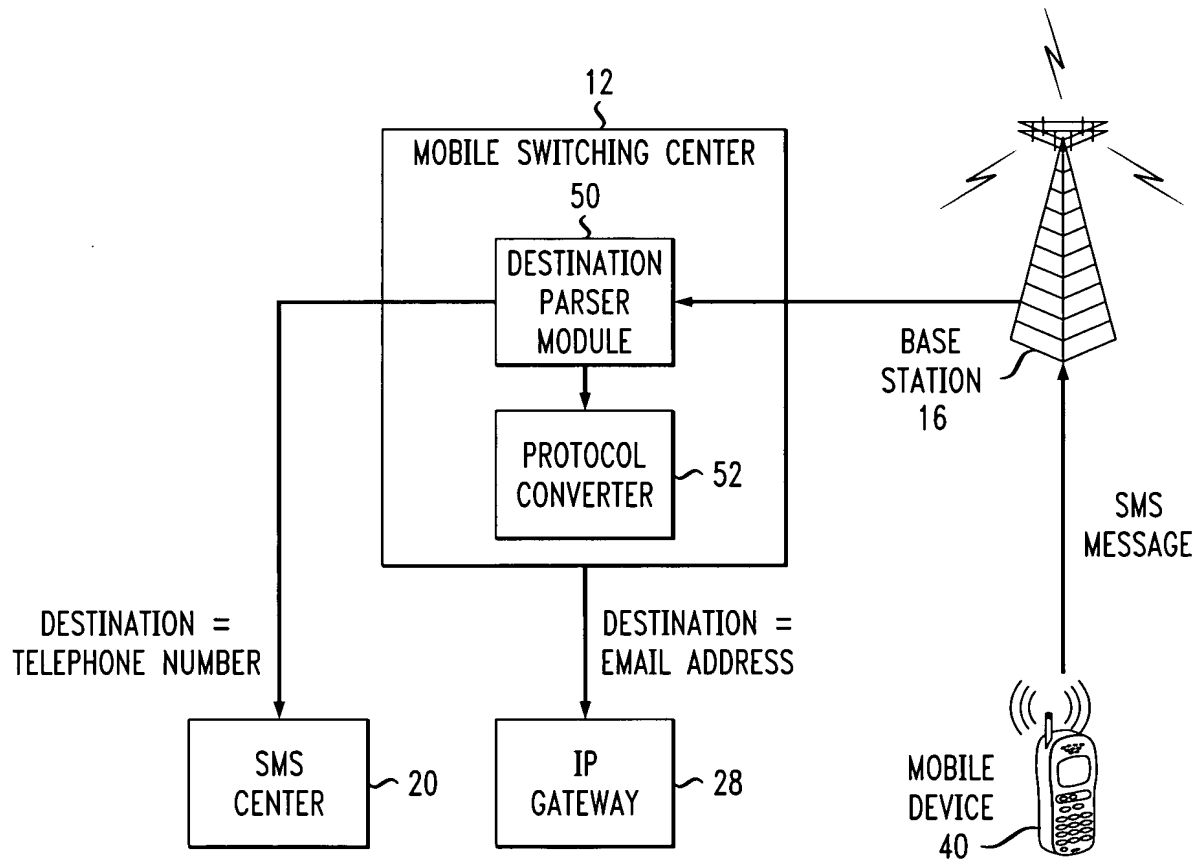 12
MOBILE SWITCHING CENTER
50
DESTINATION
PARSER
MODULE
BASE
STATION
16
PROTOCOL
CONVERTER
52
SMS
MESSAGE
DESTINATION =
TELEPHONE NUMBER
DESTINATION =
EMAIL ADDRESS
SMS
CENTER
20
IP
GATEWAY
28
MOBILE
DEVICE
40